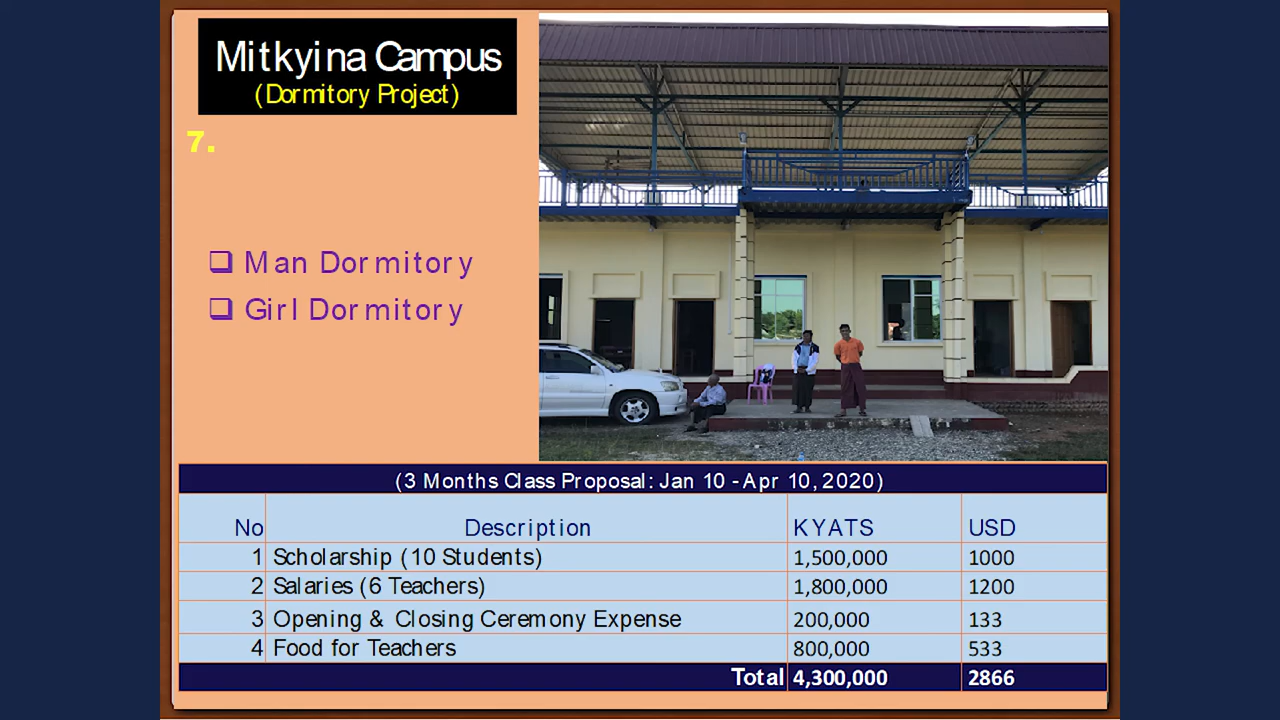 Mitkyina Campus
(Dormitory Project)
7.
❑ Man Dormitory
❑ Girl Dormitory
(3 Months Class Proposal: Jan 10 - Apr 10, 2020)
No Description KYATS USD
1 Scholarship (10 Students) 1,500,000 1000
2 Salaries (6 Teachers) 1,800,000 1200
3 Opening & Closing Ceremony Expense 200,000 133
4 Food for Teachers 800,000 533
Total 4,300,000 2866